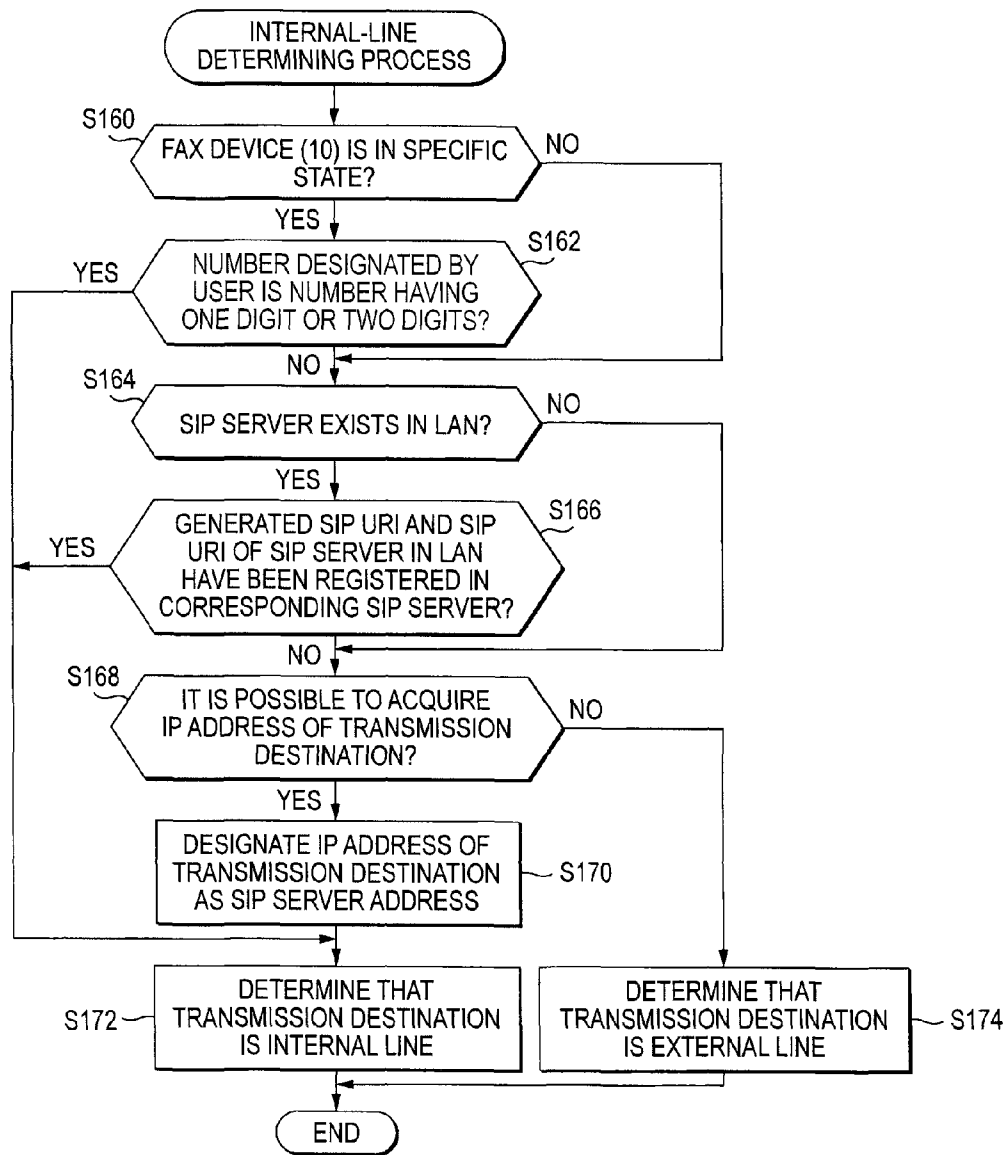 INTERNAL-LINE
DETERMINING PROCESS
S160
FAX DEVICE (10) IS IN SPECIFIC
STATE?
NO
YES
S162
YES
NUMBER DESIGNATED BY
USER IS NUMBER HAVING
ONE DIGIT OR TWO DIGITS?
NO
S164
SIP SERVER EXISTS IN LAN?
NO
YES
S166
YES
GENERATED SIP URI AND SIP
URI OF SIP SERVER IN LAN
HAVE BEEN REGISTERED IN
CORRESPONDING SIP SERVER?
NO
S168
IT IS POSSIBLE TO ACQUIRE
IP ADDRESS OF TRANSMISSION
DESTINATION?
NO
YES
DESIGNATE IP ADDRESS OF
TRANSMISSION DESTINATION
AS SIP SERVER ADDRESS
S170
S172
DETERMINE THAT
TRANSMISSION DESTINATION
IS INTERNAL LINE
DETERMINE THAT
TRANSMISSION DESTINATION
IS EXTERNAL LINE
S174
END